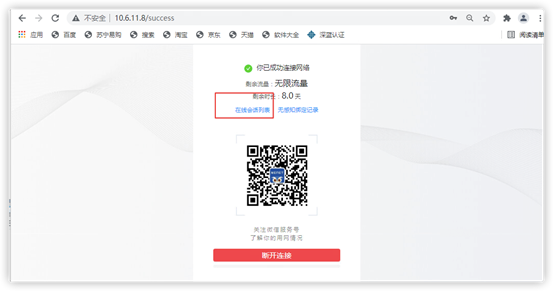 不安全 | 10.6.11.8/success
应用 百度 苏宁易购 搜索 淘宝 京东 天猫 软件大全 深蓝认证 阅读清单
你已成功连接网络
剩余流量: 无限流量
剩余时长: 8.0 天
在线会话列表 无感知绑定记录
关注微信服务号
了解你的用网情况
断开连接